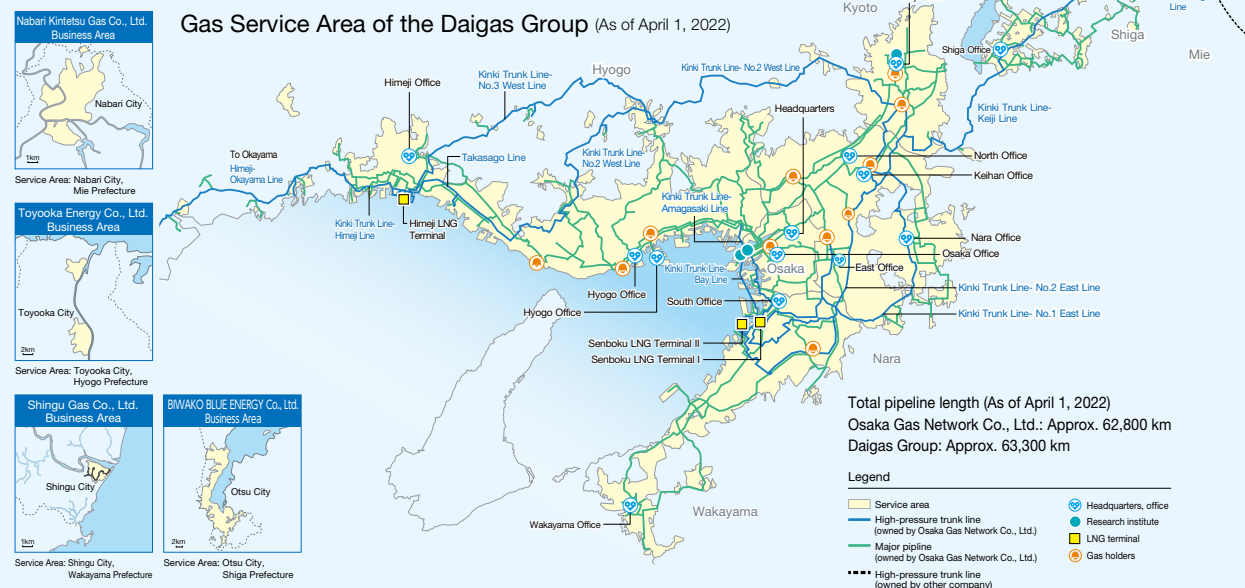 Gas Service Area of the Daigas Group (As of April 1, 2022)
Nabari Kintetsu Gas Co., Ltd.
Business Area
Nabari City
1km
Service Area: Nabari City,
Mie Prefecture
Toyooka Energy Co., Ltd.
Business Area
Toyooka City
2km
Service Area: Toyooka City,
Hyogo Prefecture
Shingu Gas Co., Ltd.
Business Area
Shingu City
1km
Service Area: Shingu City,
Wakayama Prefecture
BIWAKO BLUE ENERGY Co., Ltd.
Business Area
Otsu City
2km
Service Area: Otsu City,
Shiga Prefecture
Kyoto
Line
Shiga
Shiga Office
Mie
Hyogo
Kinki Trunk Line- No.2 West Line
Kinki Trunk Line-
No.3 West Line
Himeji Office
Headquarters
Kinki Trunk Line-
Keiji Line
To Okayama
Himeji-
Okayama Line
Takasago Line
Kinki Trunk Line-
No.2 West Line
North Office
Keihan Office
Kinki Trunk Line-
Amagasaki Line
Kinki Trunk Line-
Himeji Line
Himeji LNG
Terminal
Nara Office
Osaka Office
Osaka
East Office
Kinki Trunk Line-
Bay Line
Hyogo Office
Hyogo Office
South Office
Kinki Trunk Line- No.2 East Line
Kinki Trunk Line- No.1 East Line
Senboku LNG Terminal II
Senboku LNG Terminal I
Nara
Wakayama
Wakayama Office
Total pipeline length (As of April 1, 2022)
Osaka Gas Network Co., Ltd.: Approx. 62,800 km
Daigas Group: Approx. 63,300 km
Legend
Service area
High-pressure trunk line
(owned by Osaka Gas Network Co., Ltd.)
Major pipline
(owned by Osaka Gas Network Co., Ltd.)
High-pressure trunk line
(owned by other company)
Headquarters, office
Research institute
LNG terminal
Gas holders